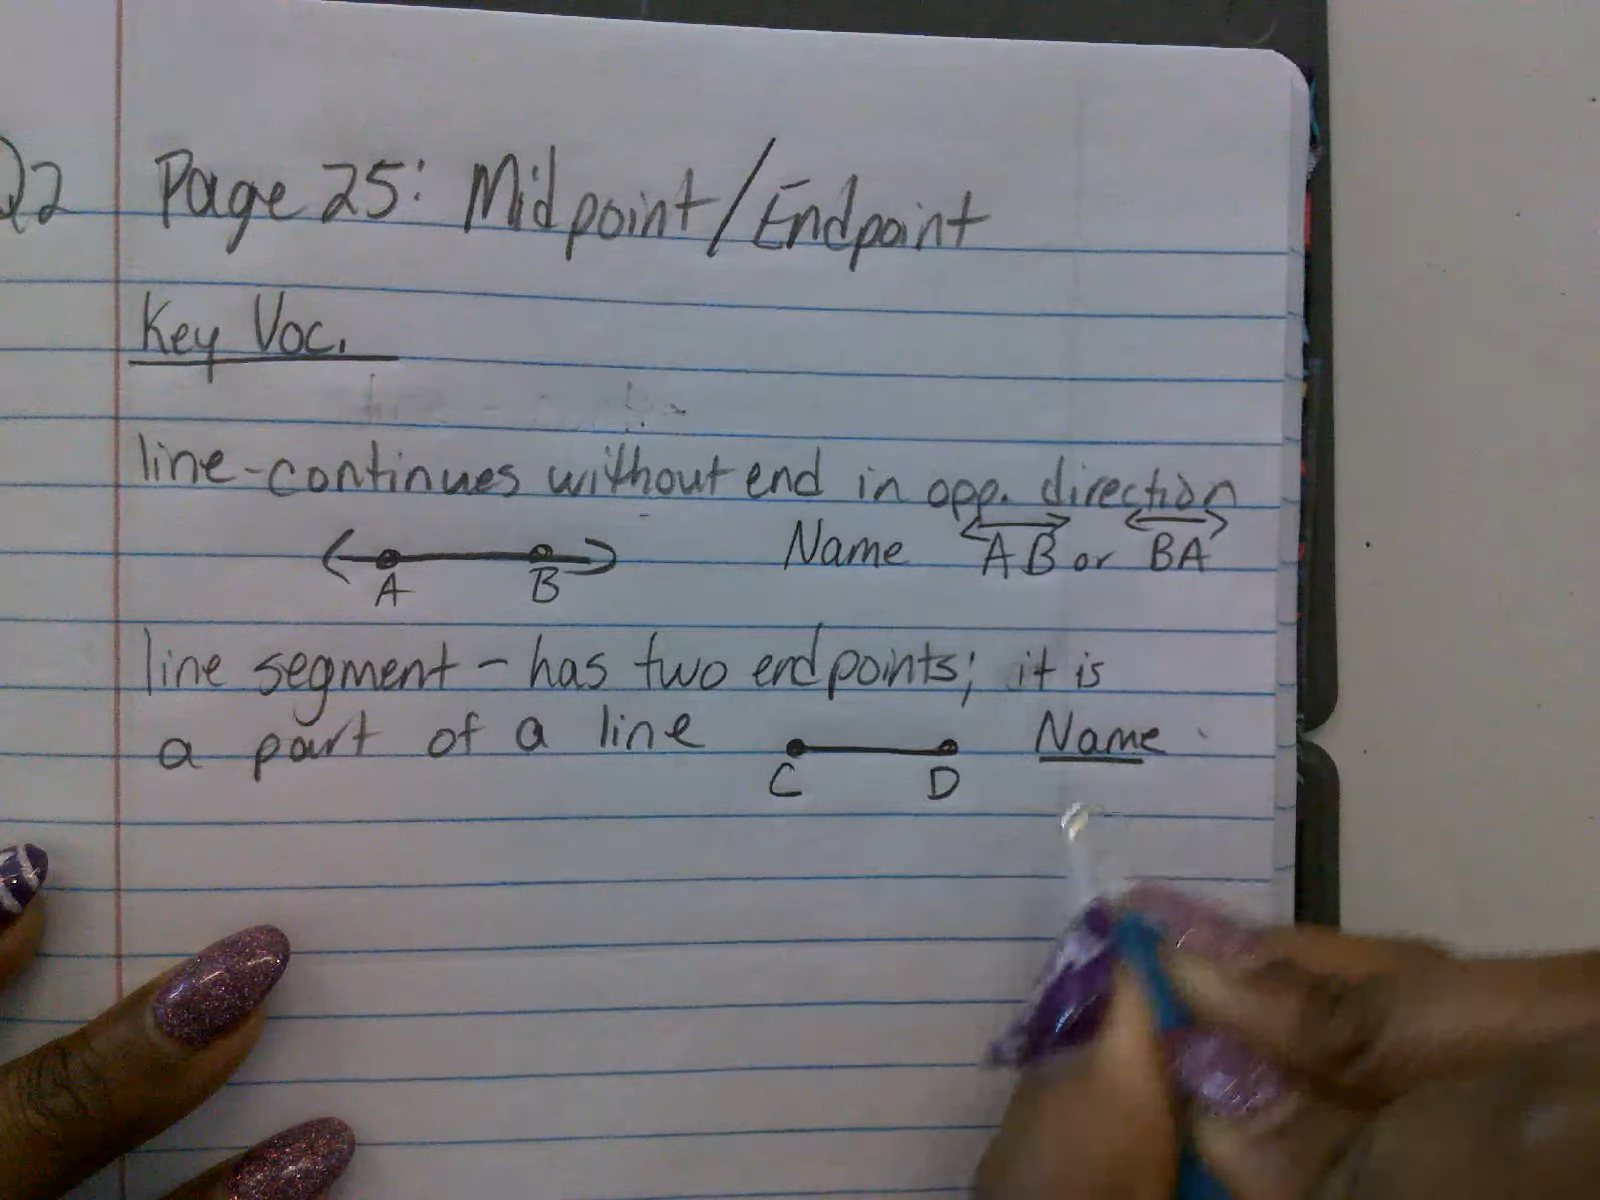 Q2 Page 25: Midpoint/Endpoint
Key Voc.
line-continues without end in opp. direction
A B Name AB or BA
line segment - has two endpoints; it is
a part of a line Name
C D